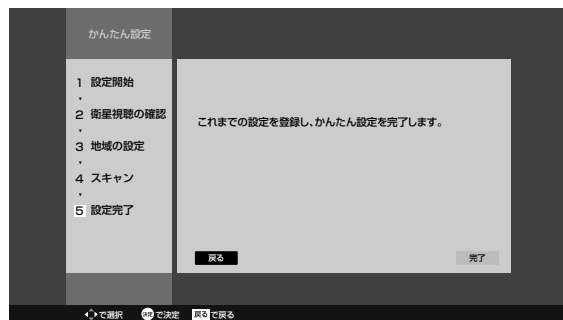 かんたん設定
1 設定開始
2 衛星視聴の確認
3 地域の設定
4 スキャン
5 設定完了
これまでの設定を登録し、かんたん設定を完了します。
戻る
完了
で選択 決定 で決定 戻る で戻る